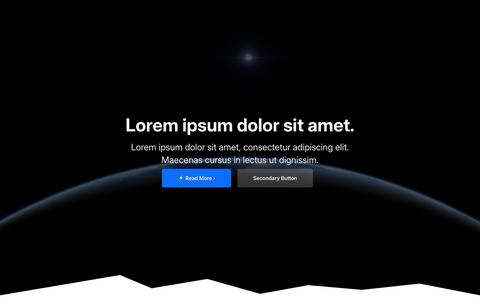 Lorem ipsum dolor sit amet.
Lorem ipsum dolor sit amet, consectetur adipiscing elit.
Maecenas cursus in lectus ut dignissim.
Read More ›
Secondary Button